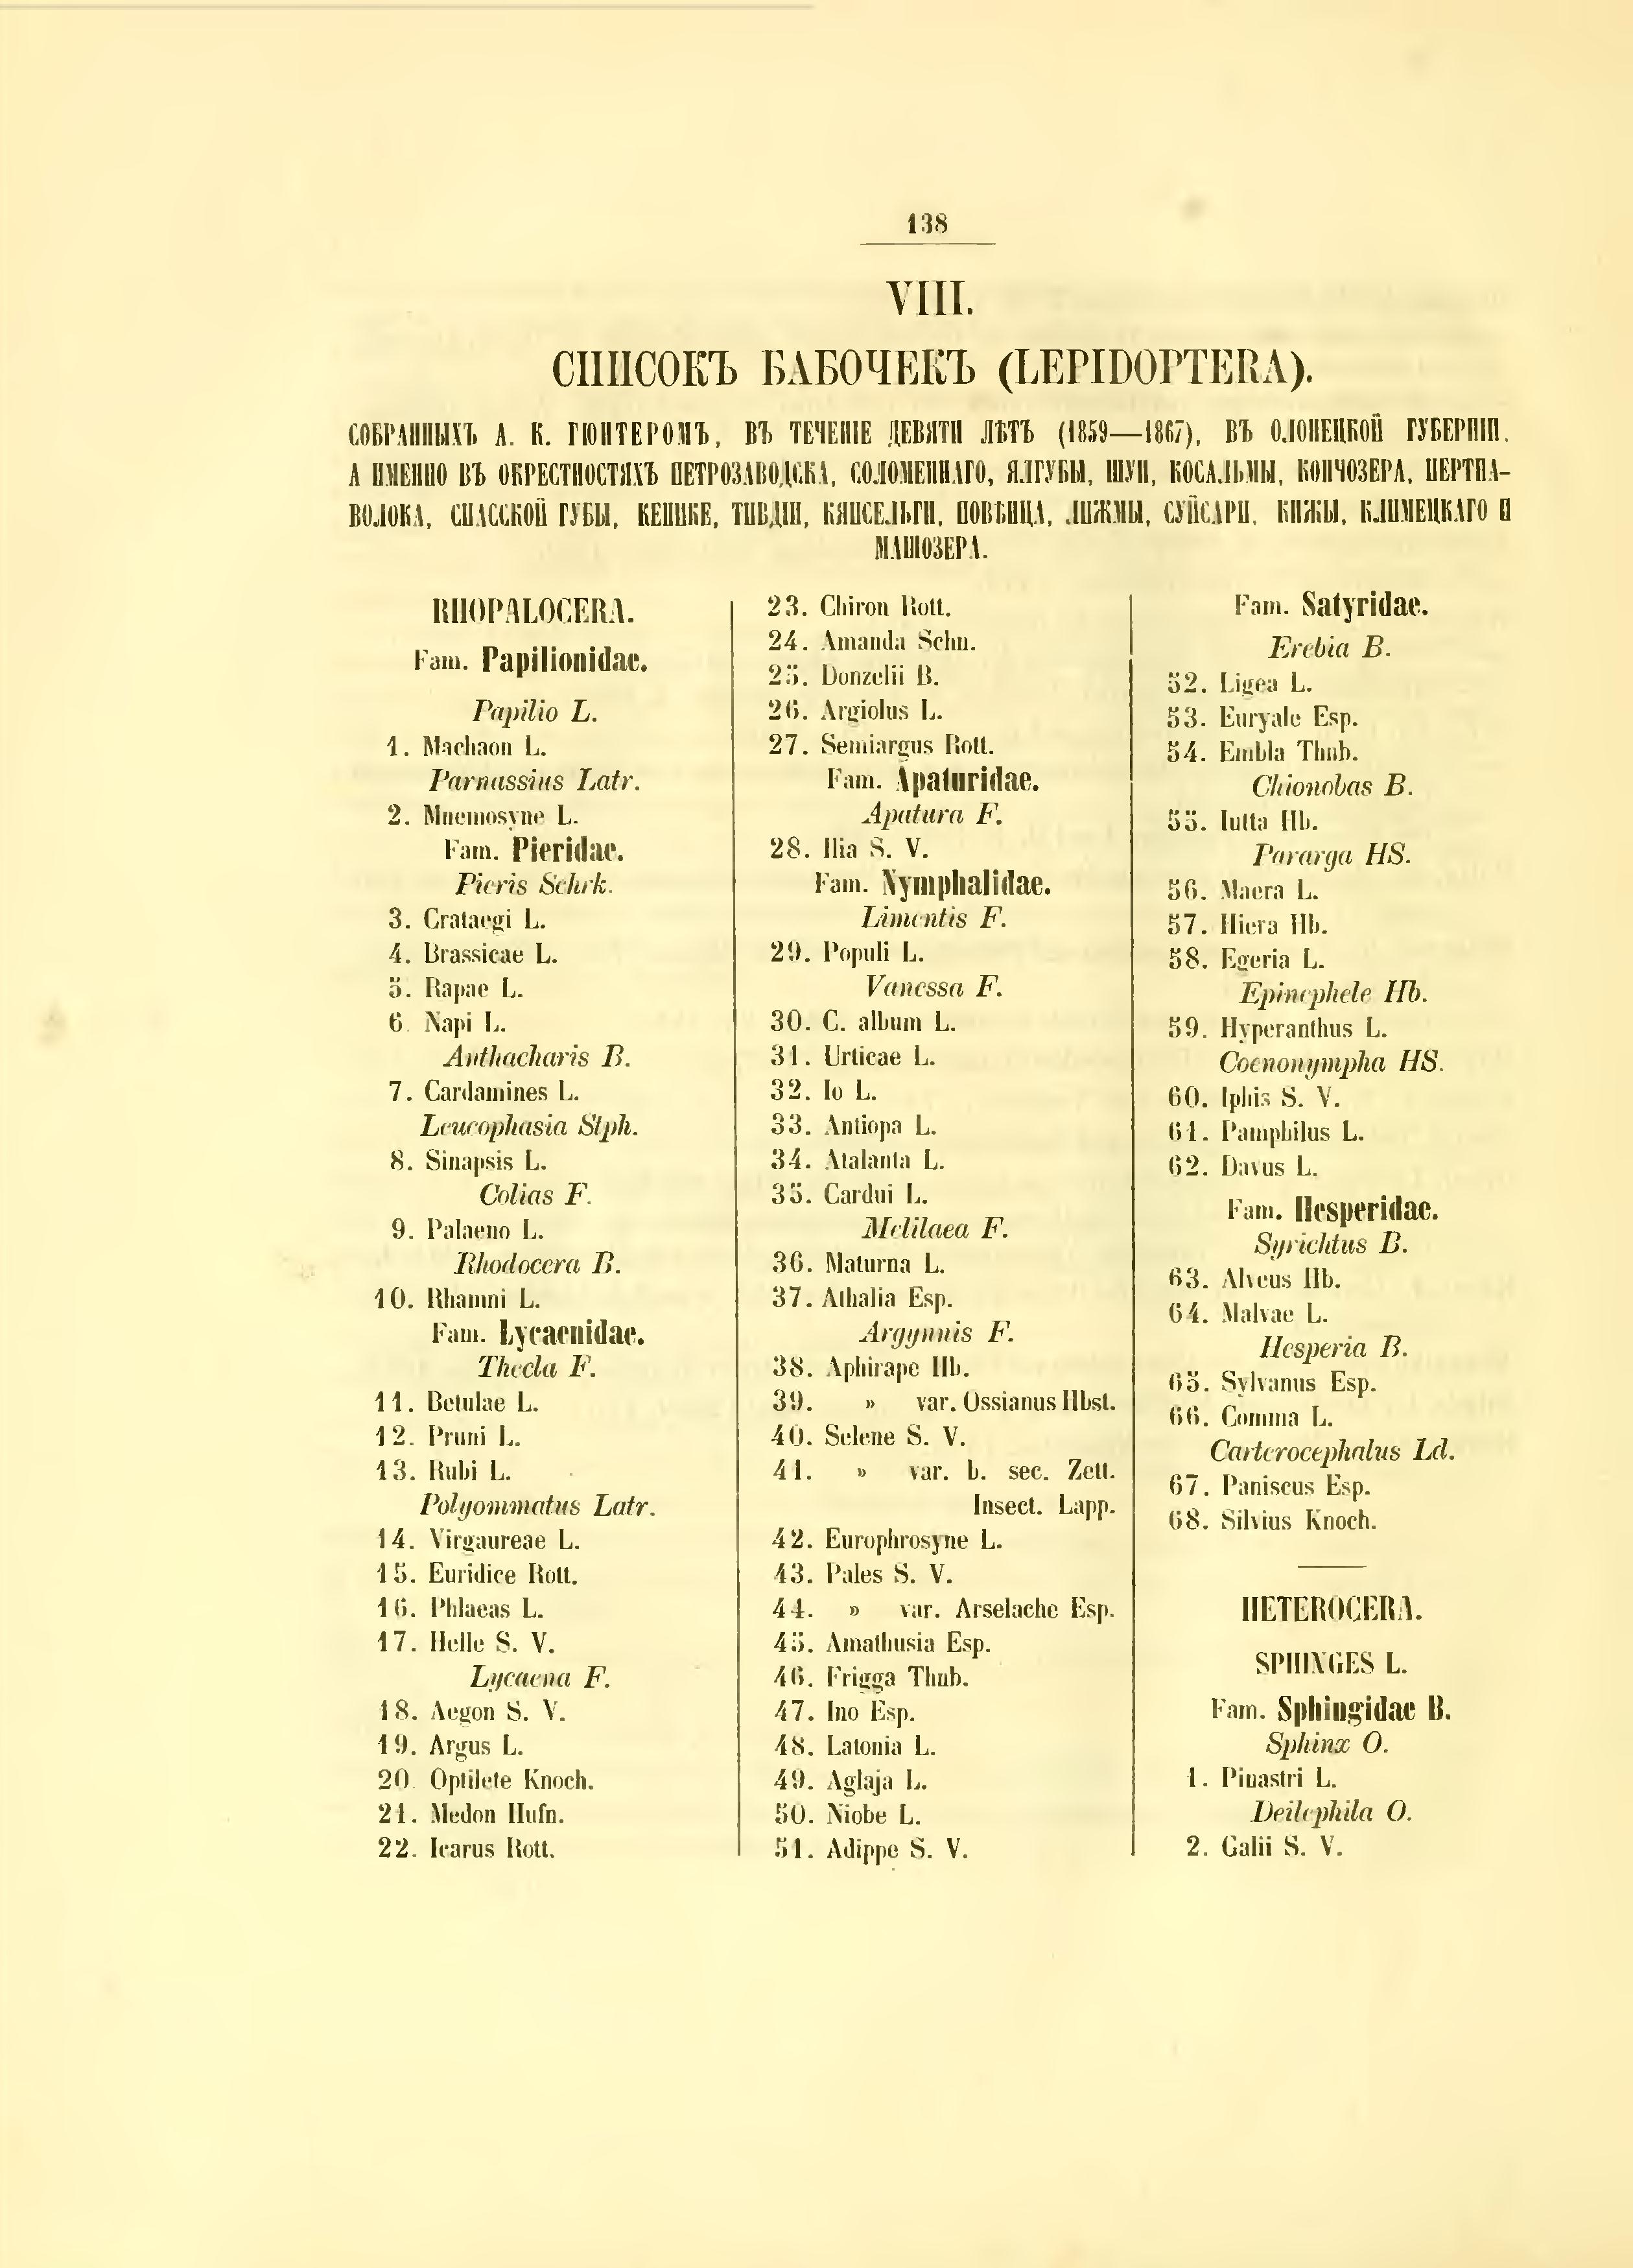 138
VIII.
СПИСОКЪ БАБОЧЕКЪ (LEPIDOPTERA).
СОБРАННЫХЪ А. К. ГЮНТЕРОМЪ, ВЪ ТЕЧЕНІЕ ДЕВЯТИ ЛѢТЪ (1859—1867), ВЪ ОЛОНЕЦКОЙ ГУБЕРНІИ,
А ИМЕННО ВЪ ОКРЕСТНОСТЯХЪ ПЕТРОЗАВОДСКА, СОЛОМЕННАГО, ЯЛГУБЫ, ШУИ, КОСАЛЬМЫ, КОНЧОЗЕРА, ПЕРТНА-
ВОЛОКА, СПАССКОЙ ГУБЫ, КЕНИКЕ, ТИВДІИ, КЯПСЕЛЬГИ, ПОВѢНЦА, ЛИЖМЫ, СУЙСАРИ, КИЖЫ, КЛИМЕЦКАГО И
МАШОЗЕРА.
RHOPALOCERA.
Fam. Papilionidae.
Papilio L.
1. Machaon L.
Parnassius Latr.
2. Mnemosyne L.
Fam. Pieridae.
Pieris Schrk.
3. Crataegi L.
4. Brassicae L.
5. Rapae L.
6. Napi L.
Anthacharis B.
7. Cardamines L.
Leucophasia Stph.
8. Sinapsis L.
Colias F.
9. Palaeno L.
Rhodocera B.
10. Rhamni L.
Fam. Lycaenidae.
Thecla F.
11. Betulae L.
12. Pruni L.
13. Rubi L.
Polyommatus Latr.
14. Virgaureae L.
15. Euridice Rott.
16. Phlaeas L.
17. Helle S. V.
Lycaena F.
18. Aegon S. V.
19. Argus L.
20. Optilete Knoch.
21. Medon Hufn.
22. Icarus Rott.
23. Chiron Rott.
24. Amanda Schn.
25. Donzelii B.
26. Argiolus L.
27. Semiargus Rott.
Fam. Apaturidae.
Apatura F.
28. Ilia S. V.
Fam. Nymphalidae.
Limentis F.
29. Populi L.
Vanessa F.
30. C. album L.
31. Urticae L.
32. Io L.
33. Antiopa L.
34. Atalanta L.
35. Cardui L.
Melilaea F.
36. Maturna L.
37. Athalia Esp.
Argynnis F.
38. Aphirape Hb.
39. » var. Ossianus Hbst.
40. Selene S. V.
41. » var. b. sec. Zett.
Insect. Lapp.
42. Europhrosyne L.
43. Pales S. V.
44. » var. Arselache Esp.
45. Amathusia Esp.
46. Frigga Thnb.
47. Ino Esp.
48. Latonia L.
49. Aglaja L.
50. Niobe L.
51. Adippe S. V.
Fam. Satyridae.
Erebia B.
52. Ligea L.
53. Euryale Esp.
54. Embla Thnb.
Chionobas B.
55. Iutta Hb.
Pararga HS.
56. Maera L.
57. Hiera Hb.
58. Egeria L.
Epinephele Hb.
59. Hyperanthus L.
Coenonympha HS.
60. Iphis S. V.
61. Pamphilus L.
62. Davus L.
Fam. Hesperidae.
Syrichtus B.
63. Alveus Hb.
64. Malvae L.
Hesperia B.
65. Sylvanus Esp.
66. Comma L.
Carterocephalus Ld.
67. Paniscus Esp.
68. Silvius Knoch.
HETEROCERA.
SPHINGES L.
Fam. Sphingidae B.
Sphinx O.
1. Pinastri L.
Deilephila O.
2. Galii S. V.